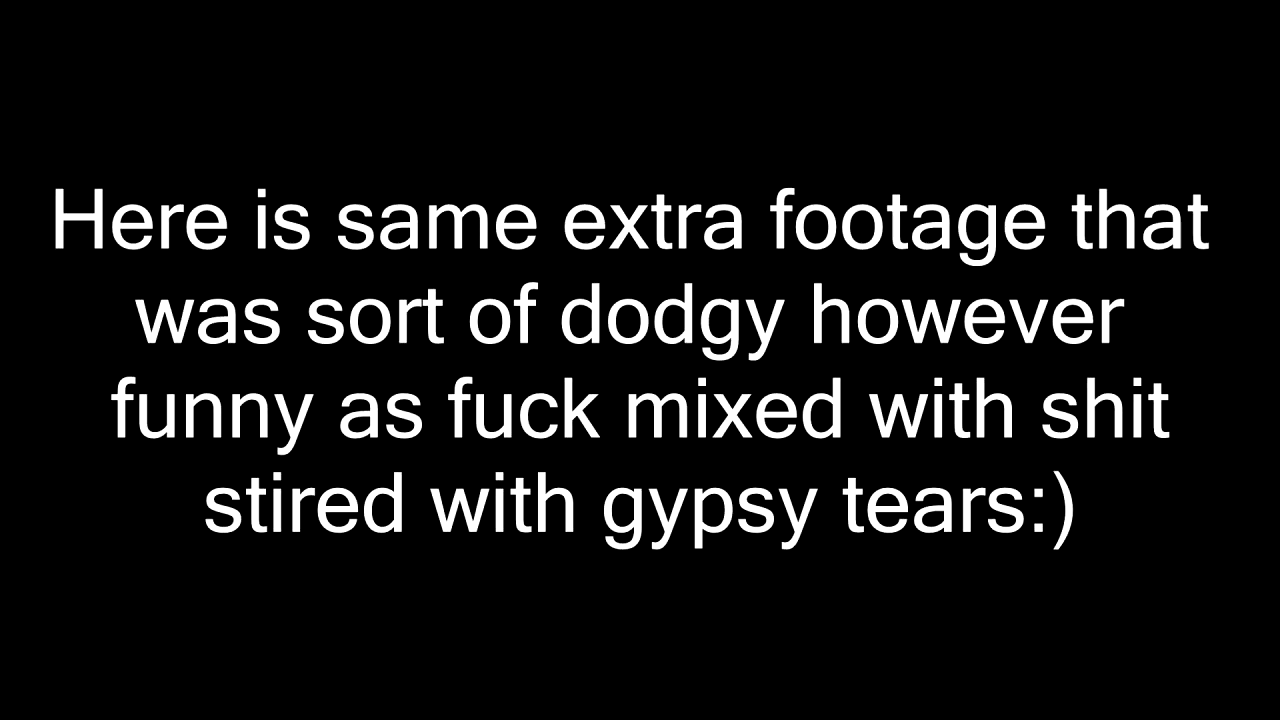 Here is same extra footage that
was sort of dodgy however
funny as fuck mixed with shit
stired with gypsy tears:)